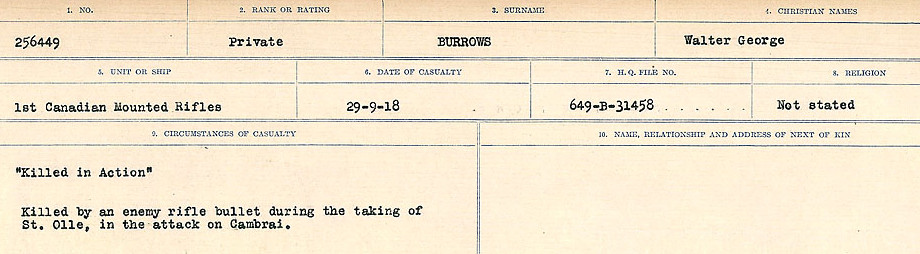 1. NO. 2. RANK OR RATING 3. SURNAME 4. CHRISTIAN NAMES
256449 Private BURROWS Walter George
5. UNIT OR SHIP 6. DATE OF CASUALTY 7. H.Q. FILE NO. 8. RELIGION
1st Canadian Mounted Rifles 29-9-18 649-B-31458 Not stated
9. CIRCUMSTANCES OF CASUALTY 10. NAME, RELATIONSHIP AND ADDRESS OF NEXT OF KIN
"Killed in Action"
Killed by an enemy rifle bullet during the taking of
St. Olle, in the attack on Cambrai.